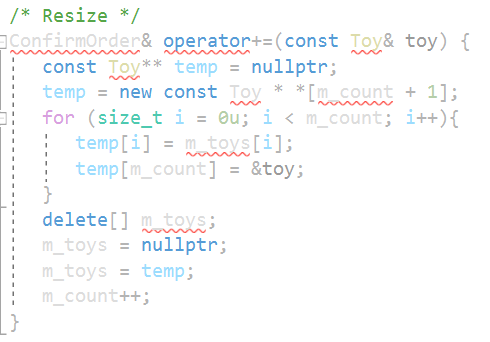 /* Resize */
ConfirmOrder& operator+=(const Toy& toy) {
const Toy** temp = nullptr;
temp = new const Toy * *[m_count + 1];
for (size_t i = 0u; i < m_count; i++){
temp[i] = m_toys[i];
temp[m_count] = &toy;
}
delete[] m_toys;
m_toys = nullptr;
m_toys = temp;
m_count++;
}